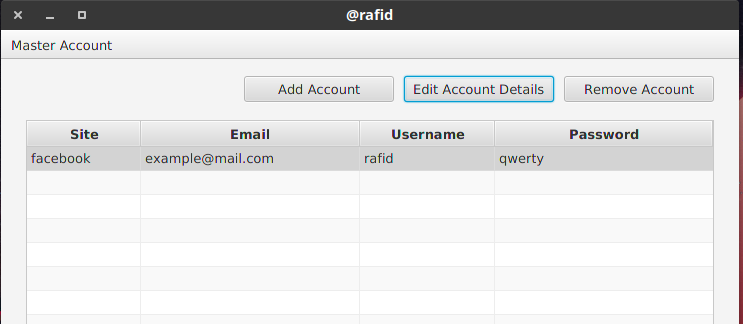 @rafid
Master Account
Add Account Edit Account Details Remove Account
Site Email Username Password
facebook example@mail.com rafid qwerty